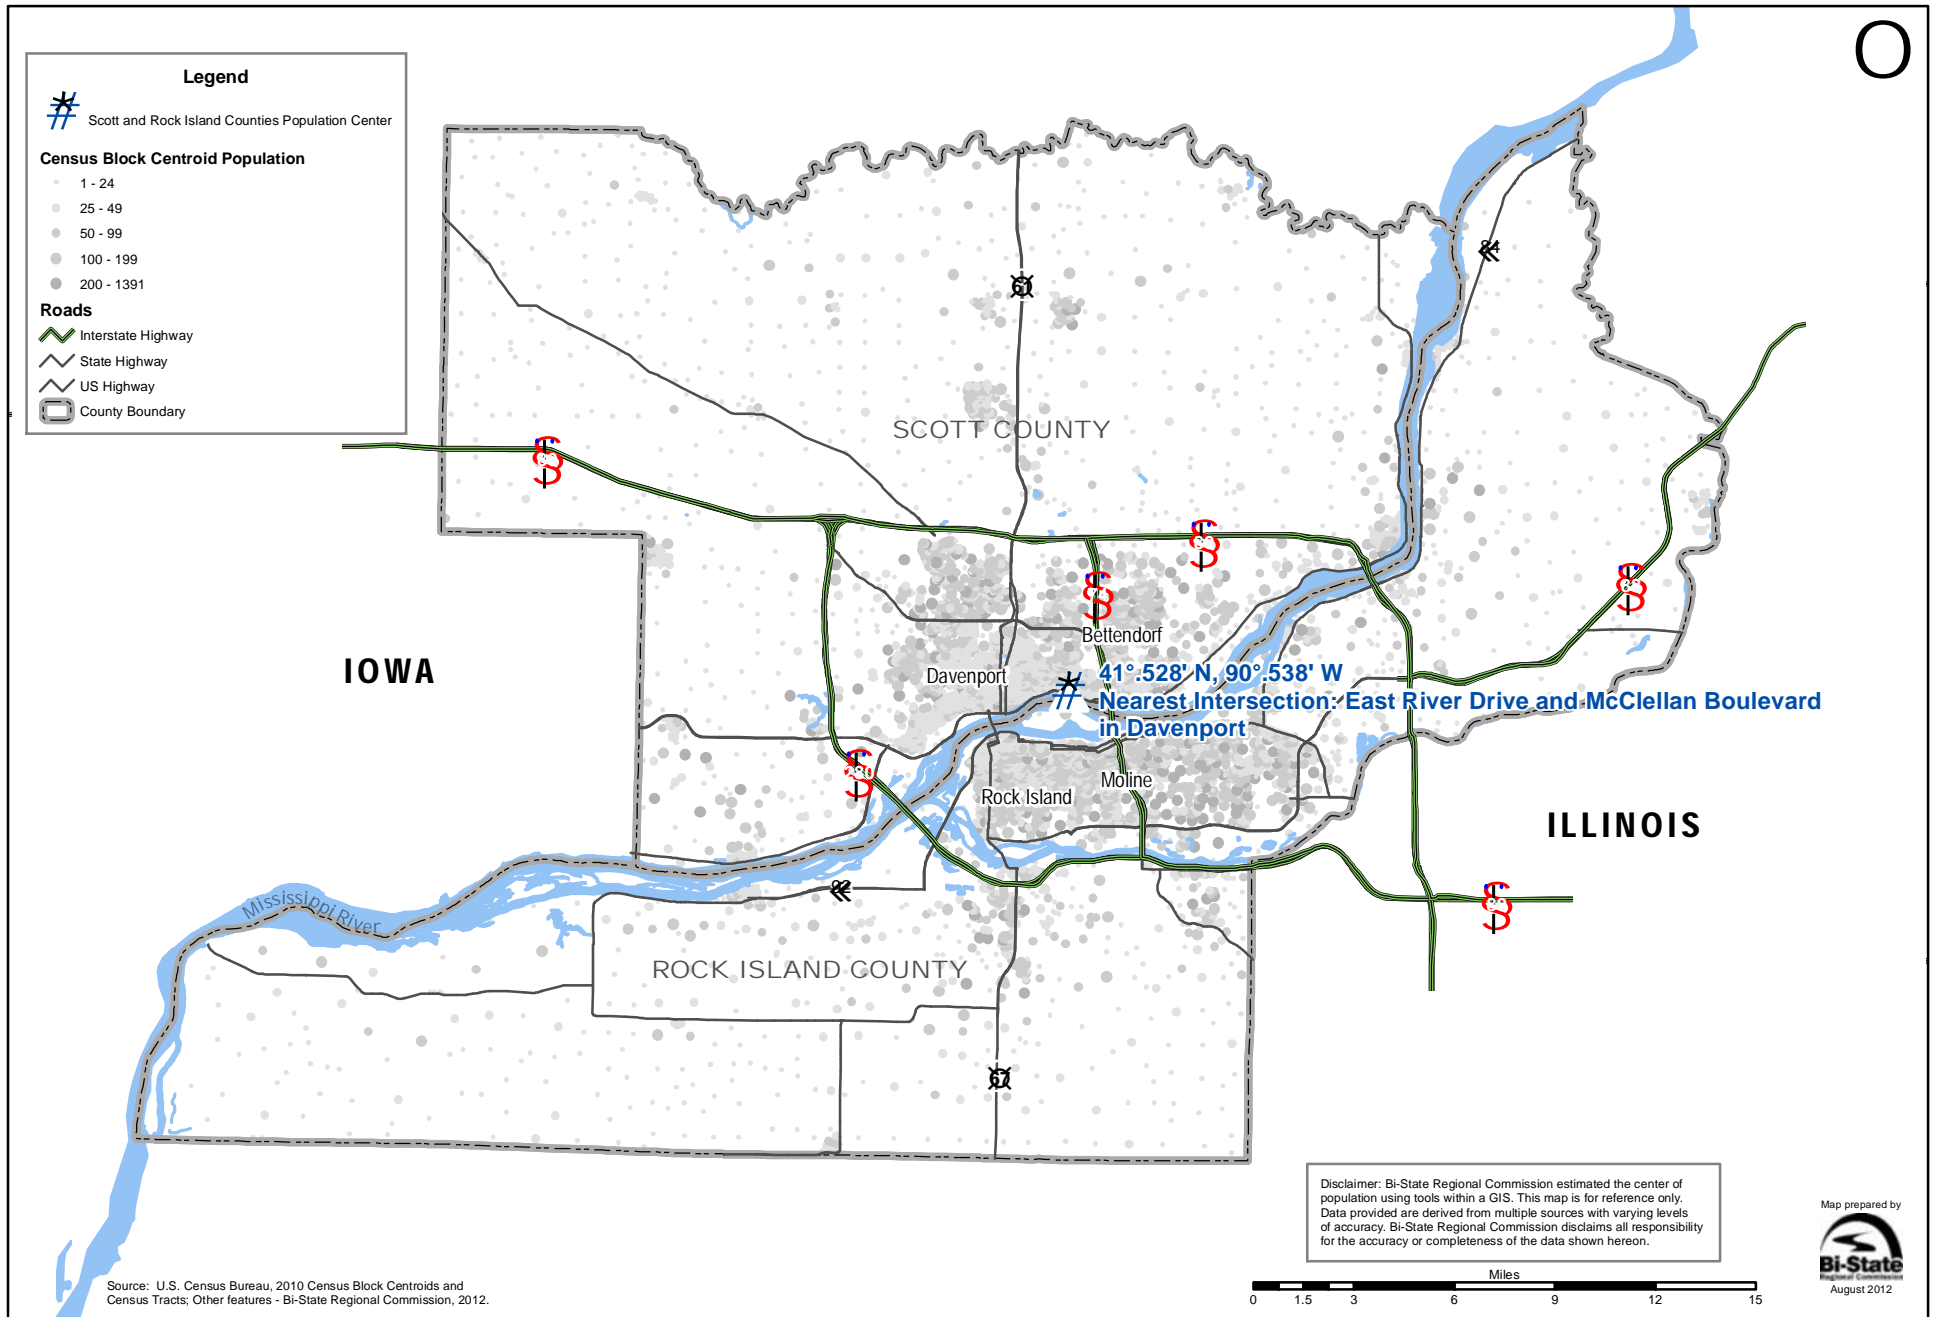 O
Legend
Scott and Rock Island Counties Population Center
Census Block Centroid Population
1 - 24
25 - 49
50 - 99
100 - 199
200 - 1391
Roads
Interstate Highway
State Highway
US Highway
County Boundary
84
61
SCOTT COUNTY
Bettendorf
IOWA
Davenport
41°.528' N, 90°.538' W
Nearest Intersection: East River Drive and McClellan Boulevard
in Davenport
Moline
Rock Island
ILLINOIS
92
Mississippi River
ROCK ISLAND COUNTY
67
Disclaimer: Bi-State Regional Commission estimated the center of
population using tools within a GIS. This map is for reference only.
Data provided are derived from multiple sources with varying levels
of accuracy. Bi-State Regional Commission disclaims all responsibility
for the accuracy or completeness of the data shown hereon.
Map prepared by
Bi-State
Regional Commission
August 2012
Miles
0 1.5 3 6 9 12 15
Source: U.S. Census Bureau, 2010 Census Block Centroids and
Census Tracts; Other features - Bi-State Regional Commission, 2012.